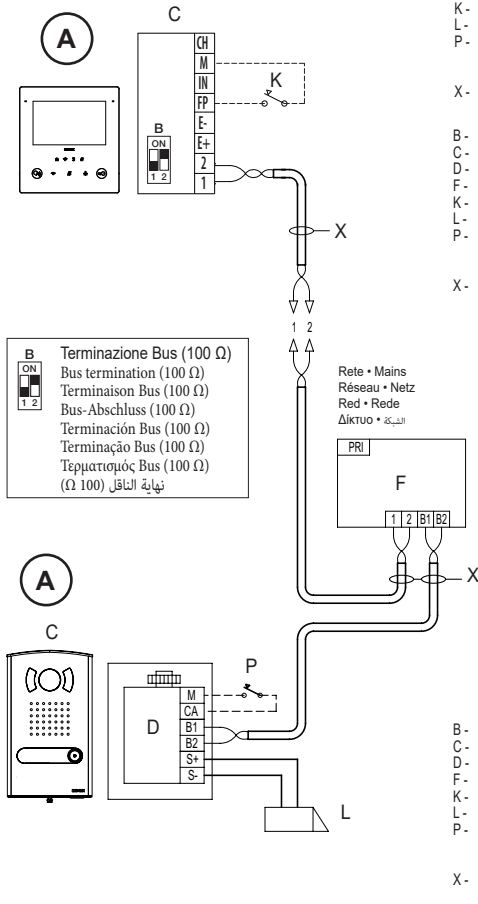 A
C
CH
M
IN
FP
E-
E+
2
1
B
ON
1 2
K
X
1 2
B
ON
1 2
Terminazione Bus (100 Ω)
Bus termination (100 Ω)
Terminaison Bus (100 Ω)
Bus-Abschluss (100 Ω)
Terminación Bus (100 Ω)
Terminação Bus (100 Ω)
Τερματισμός Bus (100 Ω)
نهاية الناقل (100 Ω)
Rete • Mains
Réseau • Netz
Red • Rede
Δίκτυο • الشبكة
PRI
F
1 2 B1 B2
X
A
C
D
M
CA
B1
B2
S+
S-
P
L
K -
L -
P -
X -
B -
C -
D -
F -
K -
L -
P -
X -
B -
C -
D -
F -
K -
L -
P -
X -